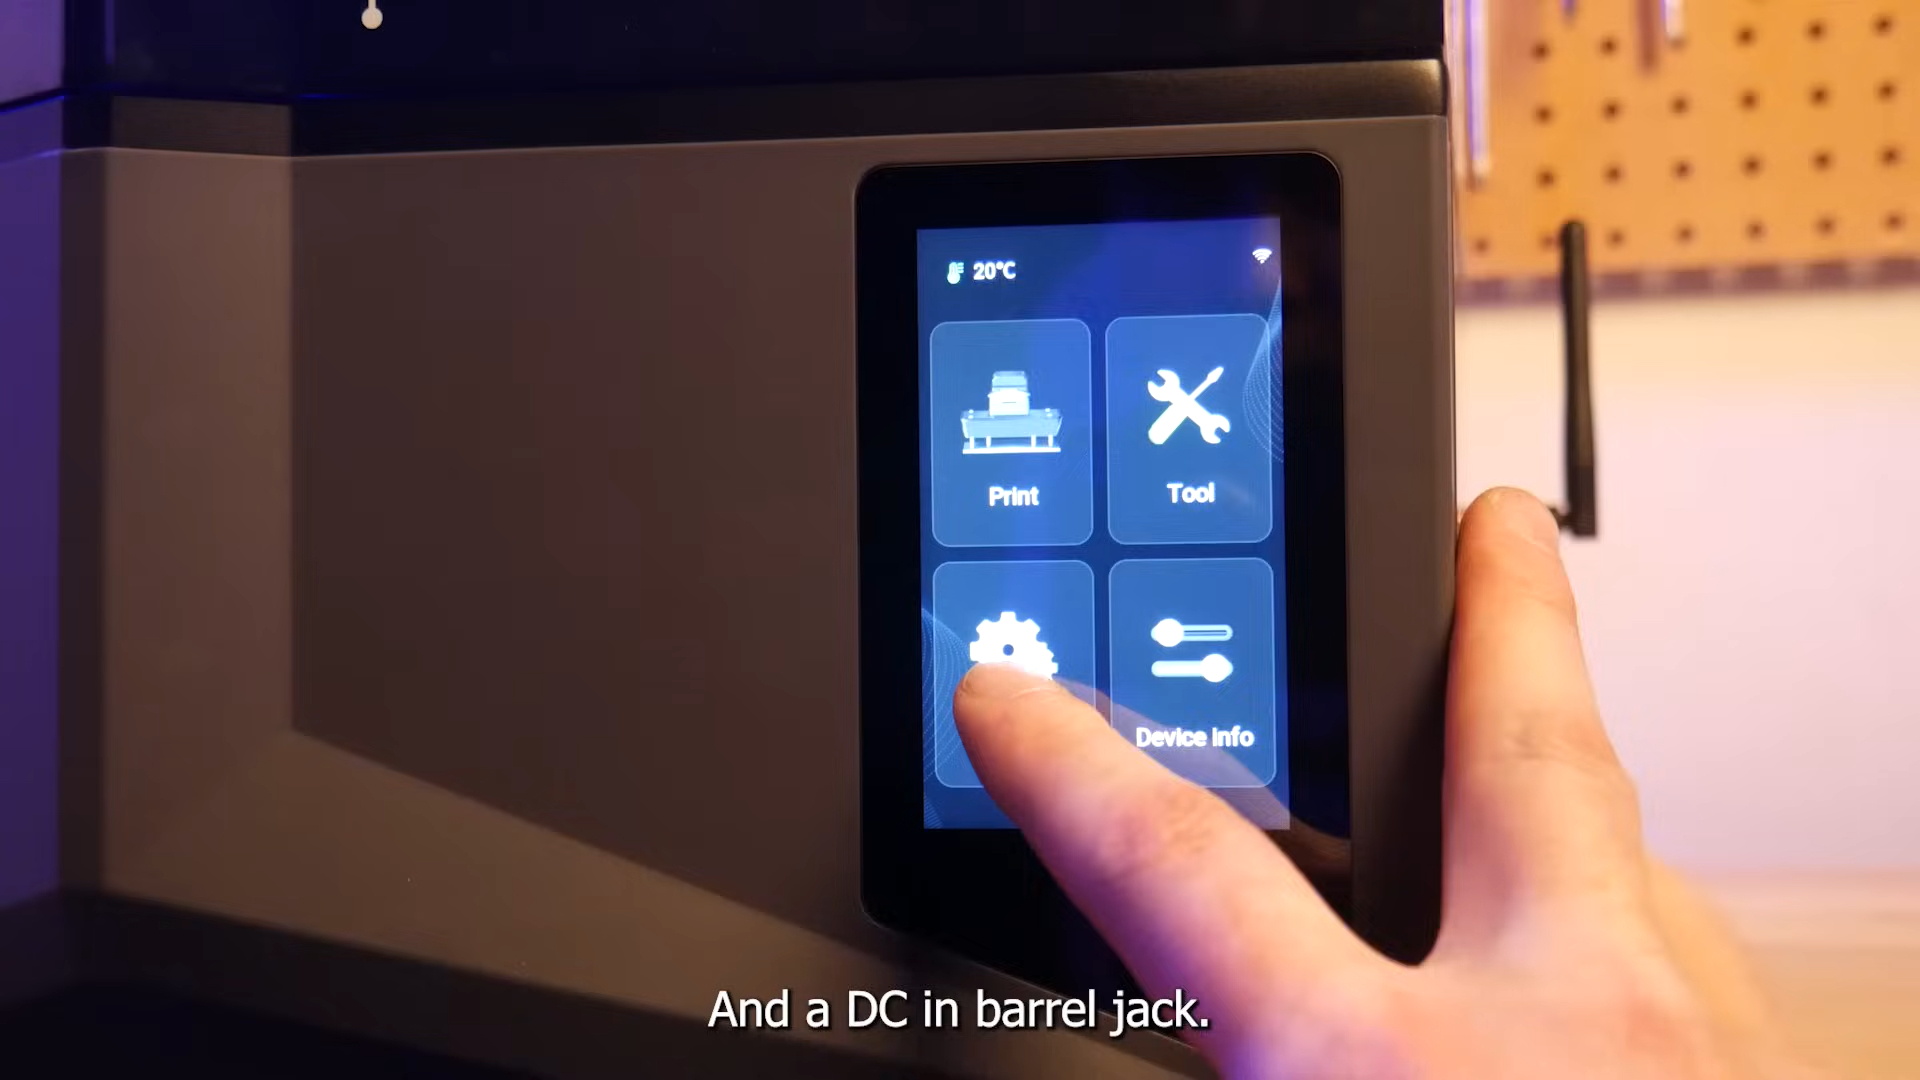 20°C
Print
Tool
Device info
And a DC in barrel jack.